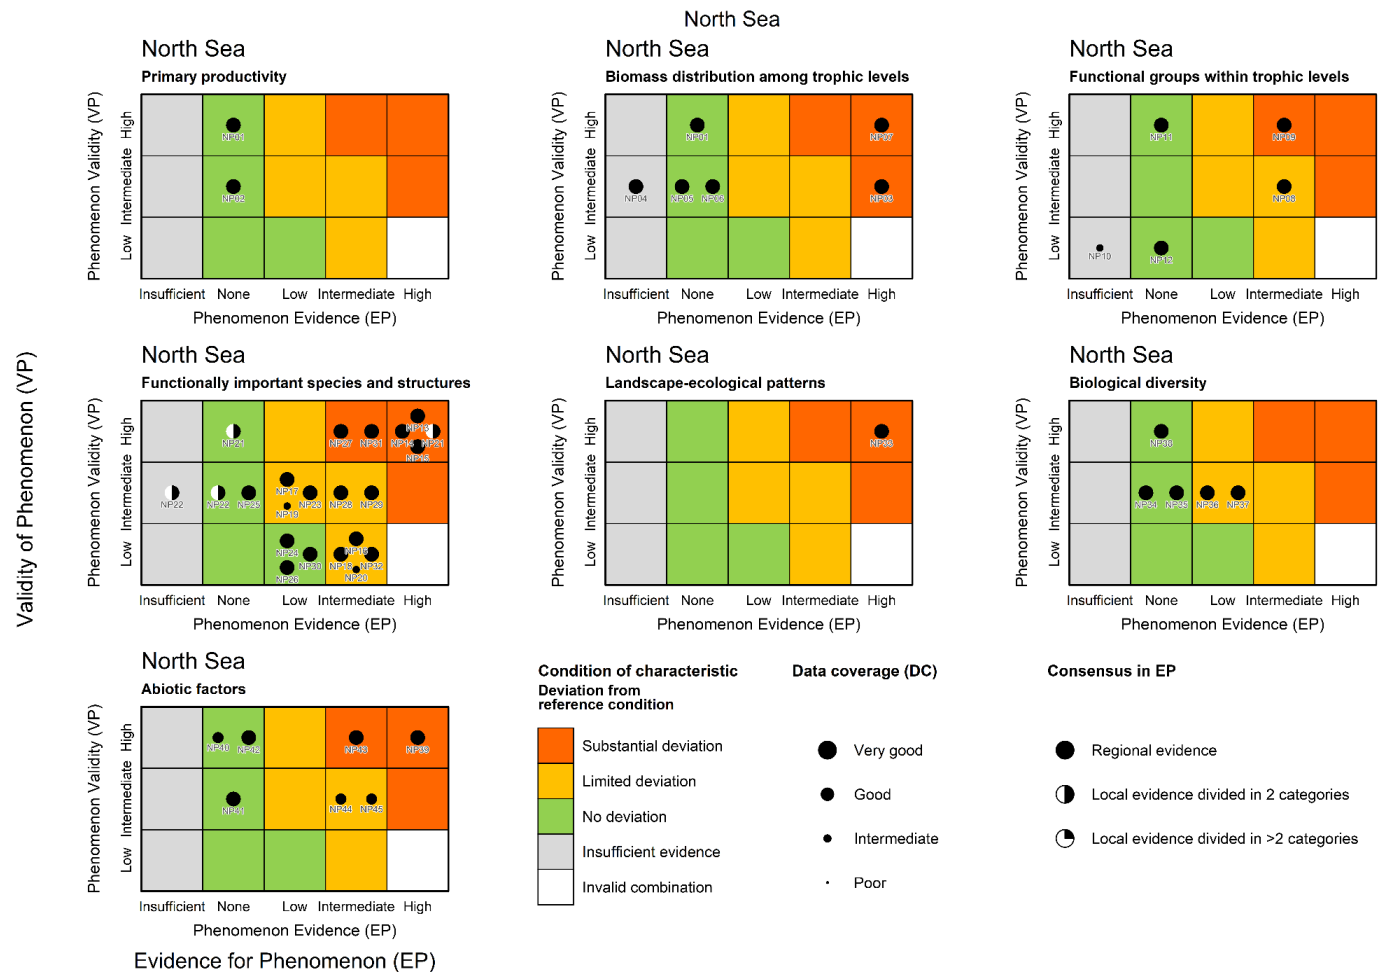 North Sea
North Sea
Primary productivity
Phenomenon Validity (VP)
High
Intermediate
Low
NP01
NP02
Insufficient None Low Intermediate High
Phenomenon Evidence (EP)
North Sea
Biomass distribution among trophic levels
Phenomenon Validity (VP)
High
Intermediate
Low
NP01 NP07
NP04 NP05 NP06 NP03
Insufficient None Low Intermediate High
Phenomenon Evidence (EP)
North Sea
Functional groups within trophic levels
Phenomenon Validity (VP)
High
Intermediate
Low
NP11 NP09
NP08
NP10 NP12
Insufficient None Low Intermediate High
Phenomenon Evidence (EP)
Validity of Phenomenon (VP)
North Sea
Functionally important species and structures
Phenomenon Validity (VP)
High
Intermediate
Low
NP13
NP21 NP27 NP31 NP14 NP21
NP15
NP17
NP22 NP22 NP25 NP23 NP28 NP29
NP19
NP24 NP16
NP30 NP18 NP32
NP26 NP20
Insufficient None Low Intermediate High
Phenomenon Evidence (EP)
North Sea
Landscape-ecological patterns
Phenomenon Validity (VP)
High
Intermediate
Low
NP33
Insufficient None Low Intermediate High
Phenomenon Evidence (EP)
North Sea
Biological diversity
Phenomenon Validity (VP)
High
Intermediate
Low
NP38
NP34 NP35 NP36 NP37
Insufficient None Low Intermediate High
Phenomenon Evidence (EP)
North Sea
Abiotic factors
Phenomenon Validity (VP)
High
Intermediate
Low
NP40 NP42 NP43 NP39
NP41 NP44 NP45
Insufficient None Low Intermediate High
Phenomenon Evidence (EP)
Evidence for Phenomenon (EP)
Condition of characteristic
Deviation from
reference condition
Substantial deviation
Limited deviation
No deviation
Insufficient evidence
Invalid combination
Data coverage (DC)
Very good
Good
Intermediate
Poor
Consensus in EP
Regional evidence
Local evidence divided in 2 categories
Local evidence divided in >2 categories